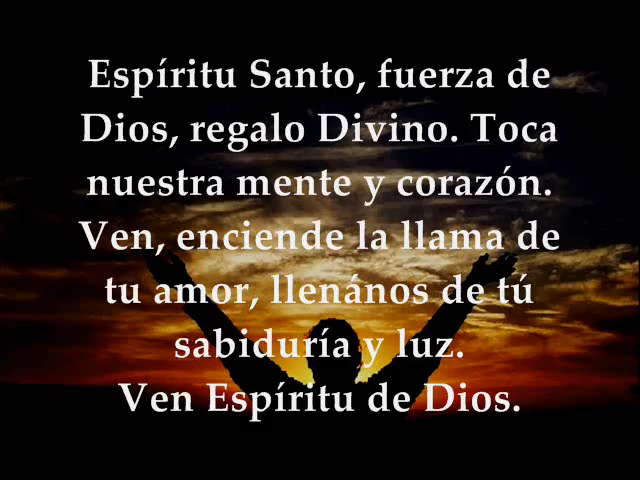 Espíritu Santo, fuerza de
Dios, regalo Divino. Toca
nuestra mente y corazón.
Ven, enciende la llama de
tu amor, llenános de tú
sabiduría y luz.
Ven Espíritu de Dios.